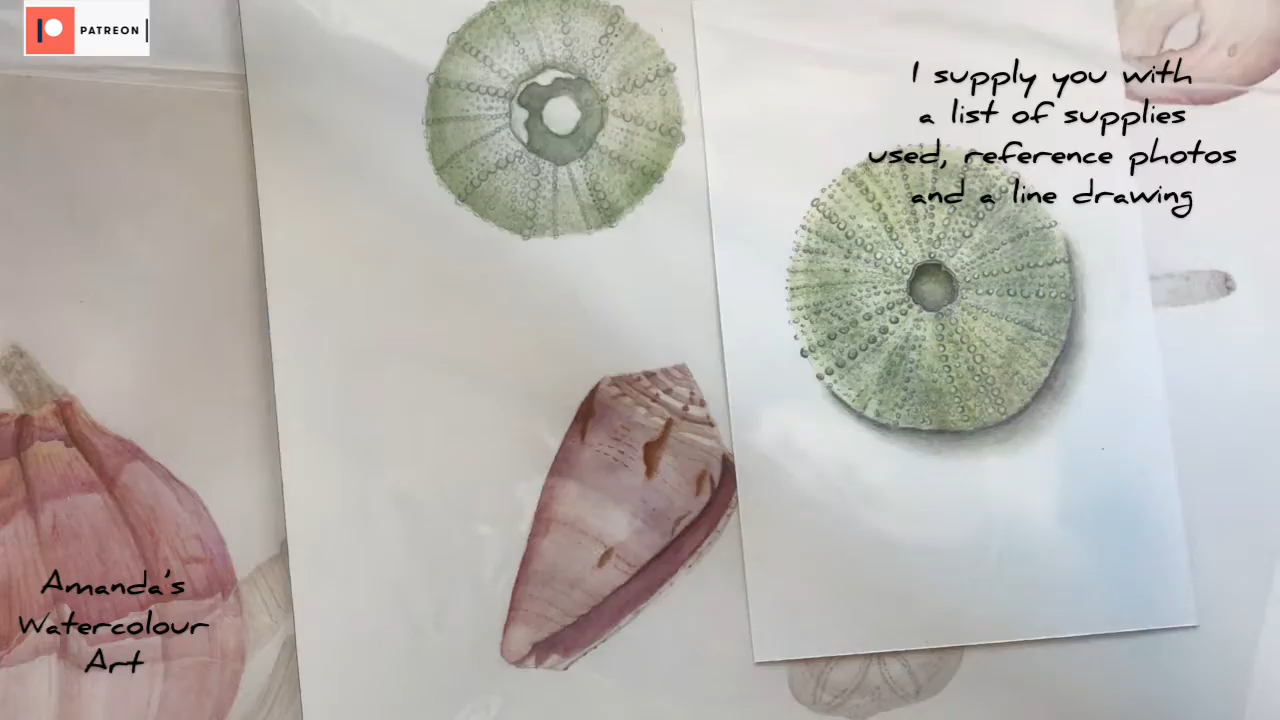 PATREON
I supply you with
a list of supplies
used, reference photos
and a line drawing
Amanda's
Watercolour
Art